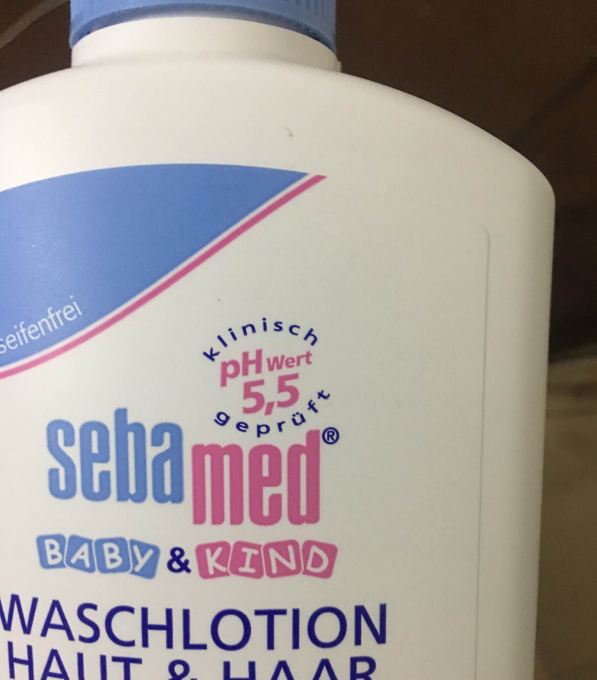 seifenfrei
klinisch
pH Wert
5,5
geprüft
sebamed®
BABY & KIND
WASCHLOTION
HAUT & HAAR